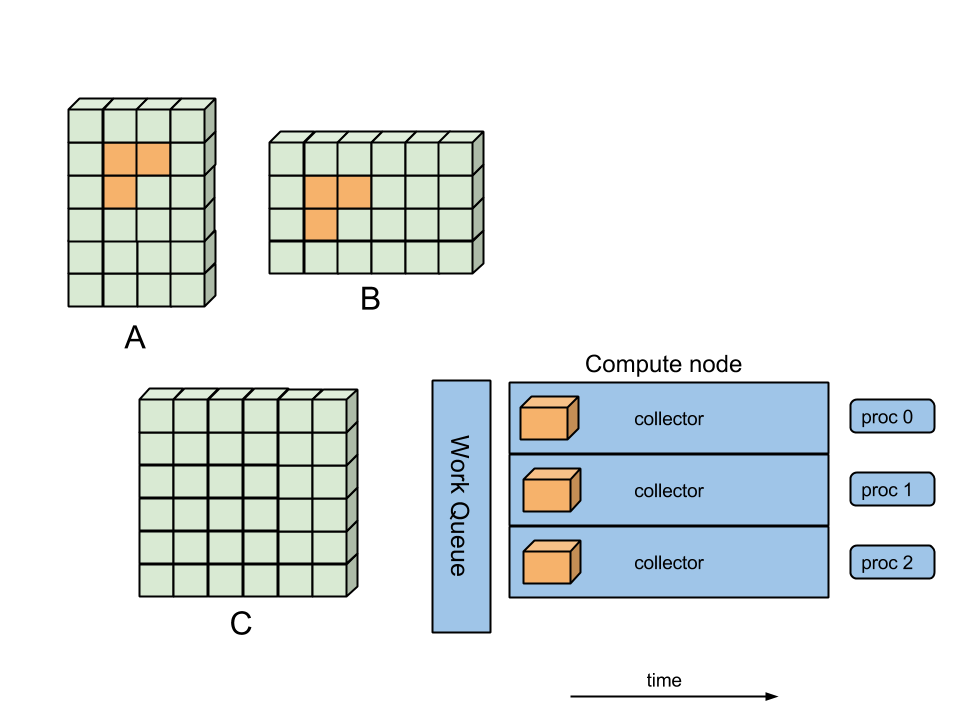 A
B
C
Compute node
Work Queue
collector
proc 0
collector
proc 1
collector
proc 2
time